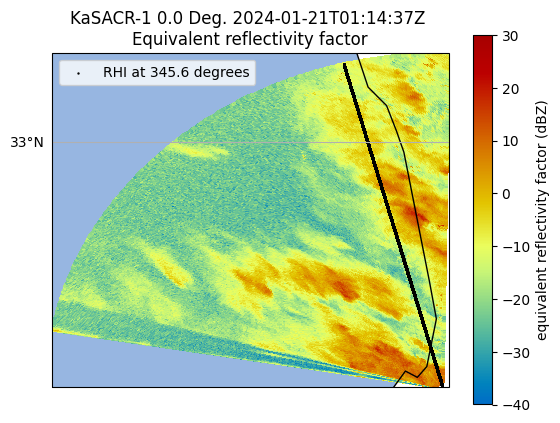 KaSACR-1 0.0 Deg. 2024-01-21T01:14:37Z
Equivalent reflectivity factor
RHI at 345.6 degrees
33°N
30
20
10
0
−10
−20
−30
−40
equivalent reflectivity factor (dBZ)